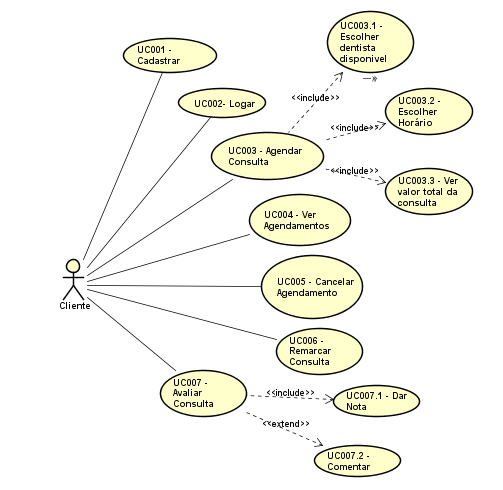 UC003.1 -
Escolher
dentista
disponivel
UC001 -
Cadastrar
<<include>>
UC002- Logar
UC003.2 -
Escolher
Horário
<<include>>
UC003 - Agendar
Consulta
<<include>>
UC003.3 - Ver
valor total da
consulta
UC004 - Ver
Agendamentos
UC005 - Cancelar
Agendamento
Cliente
UC006 -
Remarcar
Consulta
UC007 -
Avaliar
Consulta
<<include>>
UC007.1 - Dar
Nota
<<extend>>
UC007.2 -
Comentar